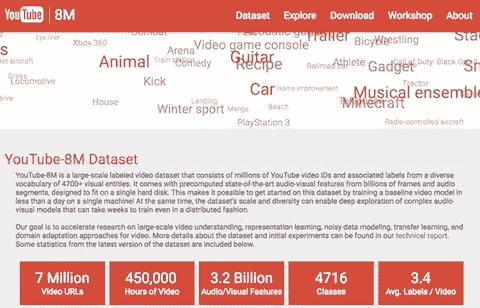 YouTube 8M Dataset Explore Download Workshop About
Combat Acoustic guitar Trailer Bicycle Wrestling
Eye liner Xbox 360 Arena Video game console
Animal Train station Comedy Guitar Recipe Railroad car Athlete Gadget Call of Duty: Black Ops II
Dress Locomotive Kick Car Home improvement Tractor Musical ensemble
House Landing Manga Beach Minecraft
Winter sport PlayStation 3 Radio-controlled aircraft
YouTube-8M Dataset
YouTube-8M is a large-scale labeled video dataset that consists of millions of YouTube video IDs and associated labels from a diverse
vocabulary of 4700+ visual entities. It comes with precomputed state-of-the-art audio-visual features from billions of frames and audio
segments, designed to fit on a single hard disk. This makes it possible to get started on this dataset by training a baseline video model in
less than a day on a single machine! At the same time, the dataset's scale and diversity can enable deep exploration of complex audio-
visual models that can take weeks to train even in a distributed fashion.
Our goal is to accelerate research on large-scale video understanding, representation learning, noisy data modeling, transfer learning, and
domain adaptation approaches for video. More details about the dataset and initial experiments can be found in our technical report.
Some statistics from the latest version of the dataset are included below.
7 Million 450,000 3.2 Billion 4716 3.4
Video URLs Hours of Video Audio/Visual Features Classes Avg. Labels / Video